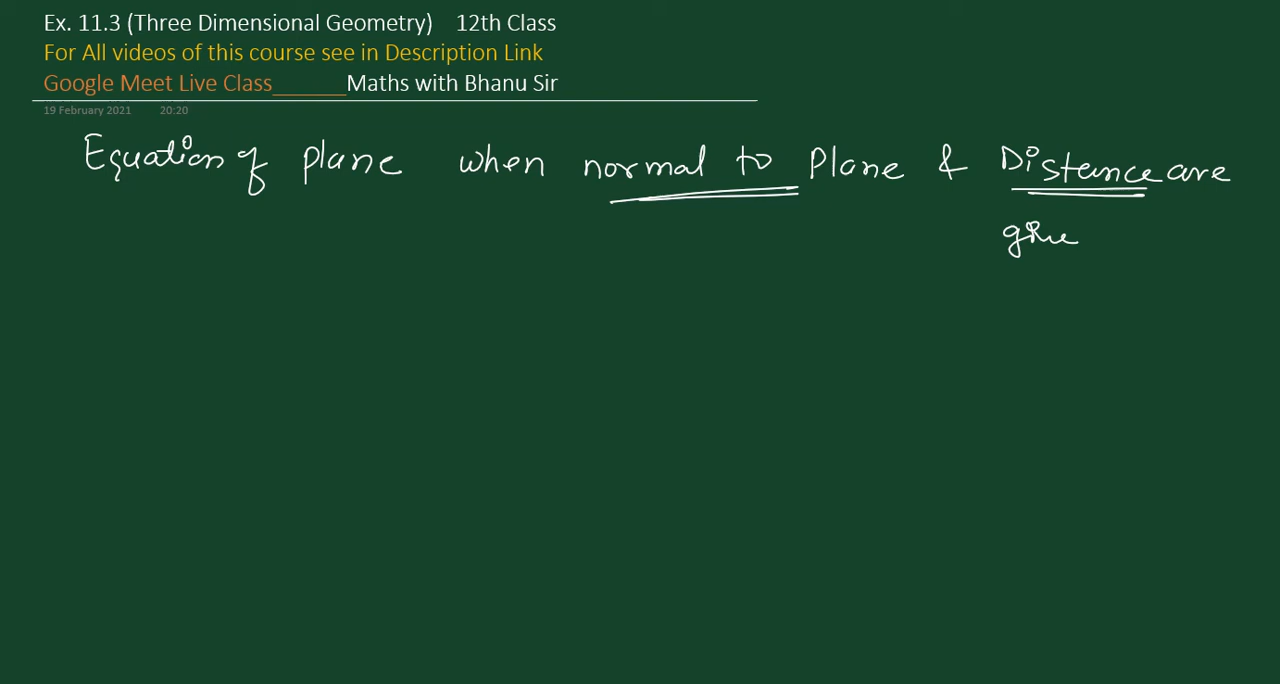 Ex. 11.3 (Three Dimensional Geometry) 12th Class
For All videos of this course see in Description Link
Google Meet Live Class______Maths with Bhanu Sir
19 February 2021 20:20
Equation of plane when normal to Plane & Distance are
give